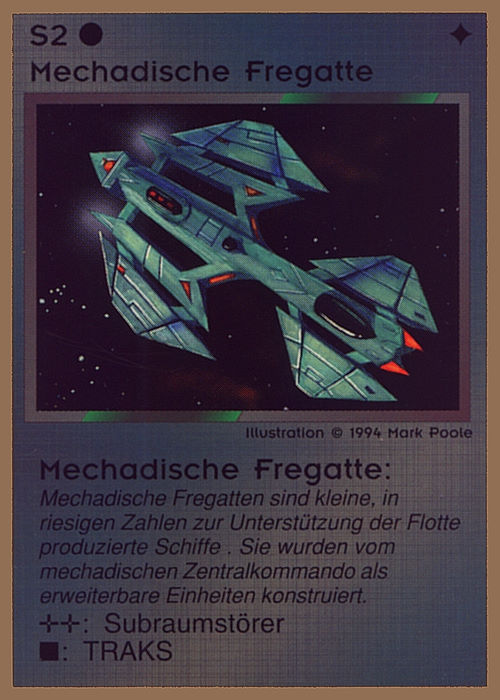 S2 ●
✦
Mechadische Fregatte
Illustration © 1994 Mark Poole
Mechadische Fregatte:
Mechadische Fregatten sind kleine, in
riesigen Zahlen zur Unterstützung der Flotte
produzierte Schiffe . Sie wurden vom
mechadischen Zentralkommando als
erweiterbare Einheiten konstruiert.
✛✛: Subraumstörer
■: TRAKS